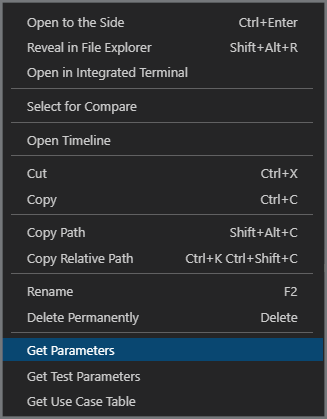 Open to the Side Ctrl+Enter
Reveal in File Explorer Shift+Alt+R
Open in Integrated Terminal
Select for Compare
Open Timeline
Cut Ctrl+X
Copy Ctrl+C
Copy Path Shift+Alt+C
Copy Relative Path Ctrl+K Ctrl+Shift+C
Rename F2
Delete Permanently Delete
Get Parameters
Get Test Parameters
Get Use Case Table